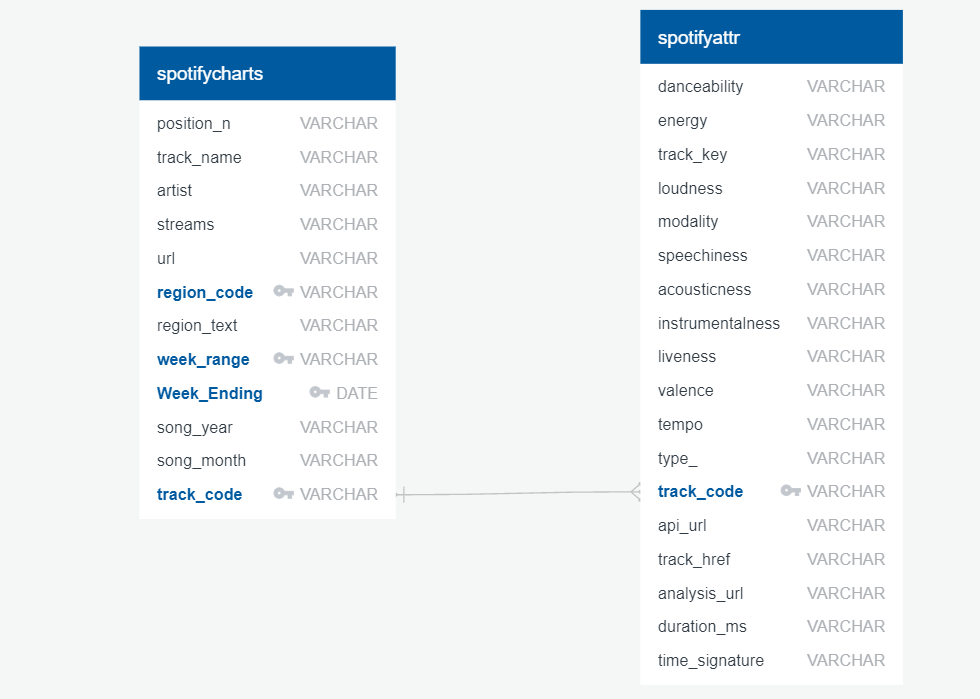 spotifycharts
position_n VARCHAR
track_name VARCHAR
artist VARCHAR
streams VARCHAR
url VARCHAR
region_code VARCHAR
region_text VARCHAR
week_range VARCHAR
Week_Ending DATE
song_year VARCHAR
song_month VARCHAR
track_code VARCHAR
spotifyattr
danceability VARCHAR
energy VARCHAR
track_key VARCHAR
loudness VARCHAR
modality VARCHAR
speechiness VARCHAR
acousticness VARCHAR
instrumentalness VARCHAR
liveness VARCHAR
valence VARCHAR
tempo VARCHAR
type_ VARCHAR
track_code VARCHAR
api_url VARCHAR
track_href VARCHAR
analysis_url VARCHAR
duration_ms VARCHAR
time_signature VARCHAR